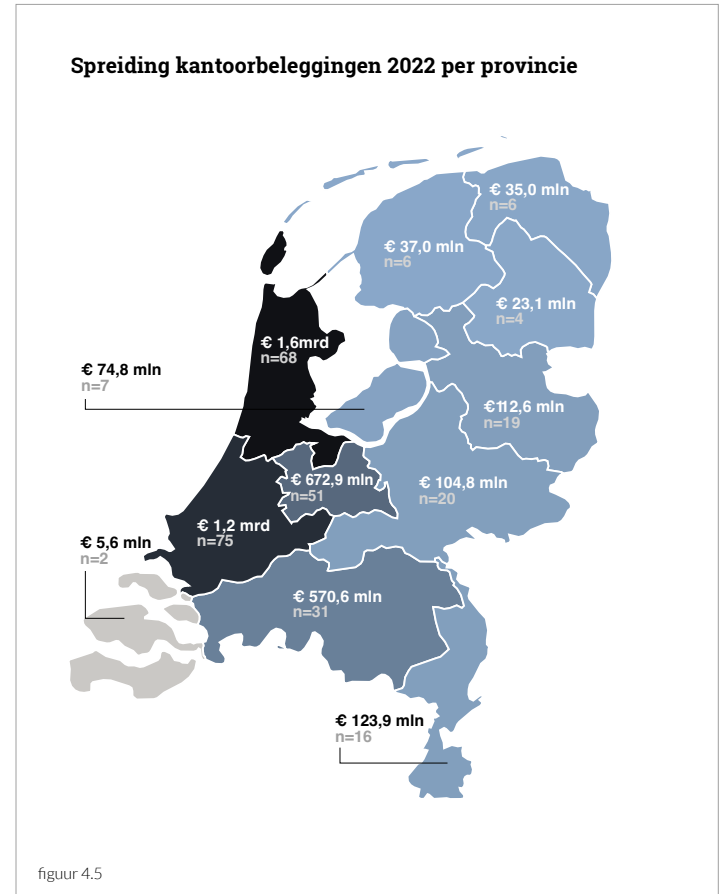 Spreiding kantoorbeleggingen 2022 per provincie
€ 35,0 mln
n=6
€ 37,0 mln
n=6
€ 23,1 mln
n=4
€ 1,6mrd
n=68
€ 74,8 mln
n=7
€112,6 mln
n=19
€ 672,9 mln
n=51
€ 104,8 mln
n=20
€ 1,2 mrd
n=75
€ 5,6 mln
n=2
€ 570,6 mln
n=31
€ 123,9 mln
n=16
figuur 4.5